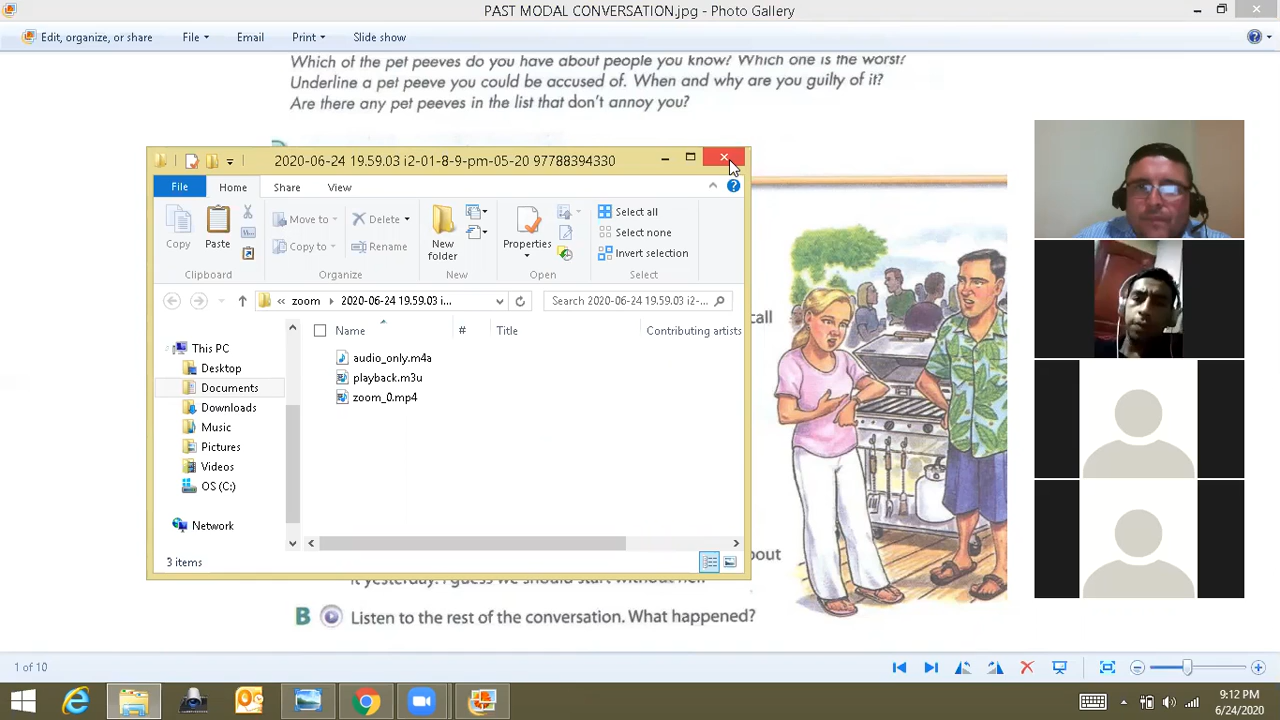 PAST MODAL CONVERSATION.jpg - Photo Gallery
Edit, organize, or share File Email Print Slide show
Which of the pet peeves do you have about people you know? Which one is the worst?
Underline a pet peeve you could be accused of. When and why are you guilty of it?
Are there any pet peeves in the list that don't annoy you?
2020-06-24 19.59.03 i2-01-8-9-pm-05-20 97788394330
File Home Share View
Copy Paste Move to Copy to Delete Rename New folder Properties Select all Select none Invert selection
Clipboard Organize New Open Select
« zoom 2020-06-24 19.59.03 i... Search 2020-06-24 19.59.03 i2-...
Name # Title Contributing artists
audio_only.m4a
playback.m3u
zoom_0.mp4
This PC
Desktop
Documents
Downloads
Music
Pictures
Videos
OS (C:)
Network
3 items
call
out
B Listen to the rest of the conversation. What happened?
1 of 10
9:12 PM
6/24/2020